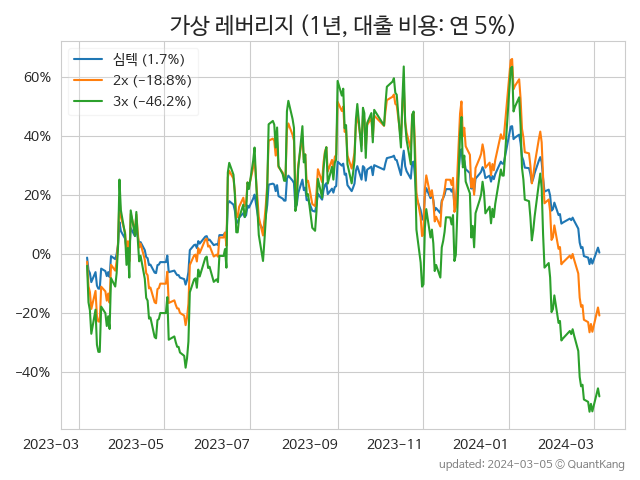 가상 레버리지 (1년, 대출 비용: 연 5%)
심텍 (1.7%)
2x (−18.8%)
3x (−46.2%)
60%
40%
20%
0%
−20%
−40%
2023-03 2023-05 2023-07 2023-09 2023-11 2024-01 2024-03
updated: 2024-03-05 © QuantKang